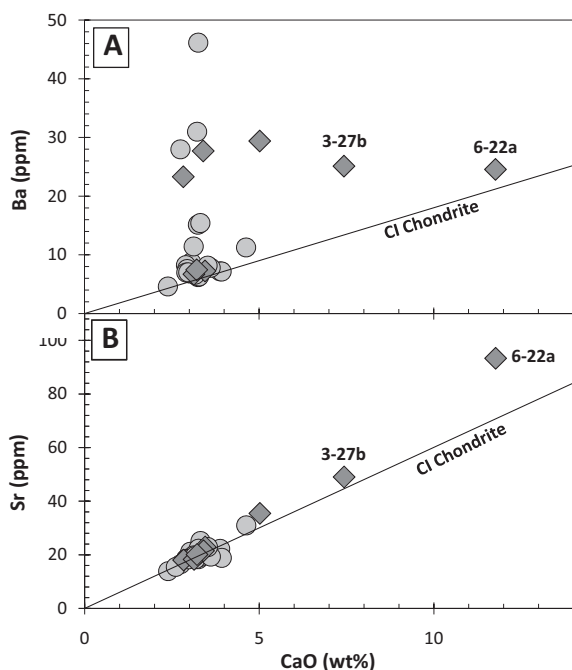 50
A
40
3-27b
6-22a
30
Ba (ppm)
20
CI Chondrite
10
0
100
B
6-22a
80
3-27b
60
Sr (ppm)
CI Chondrite
40
20
0
0 5 10
CaO (wt%)